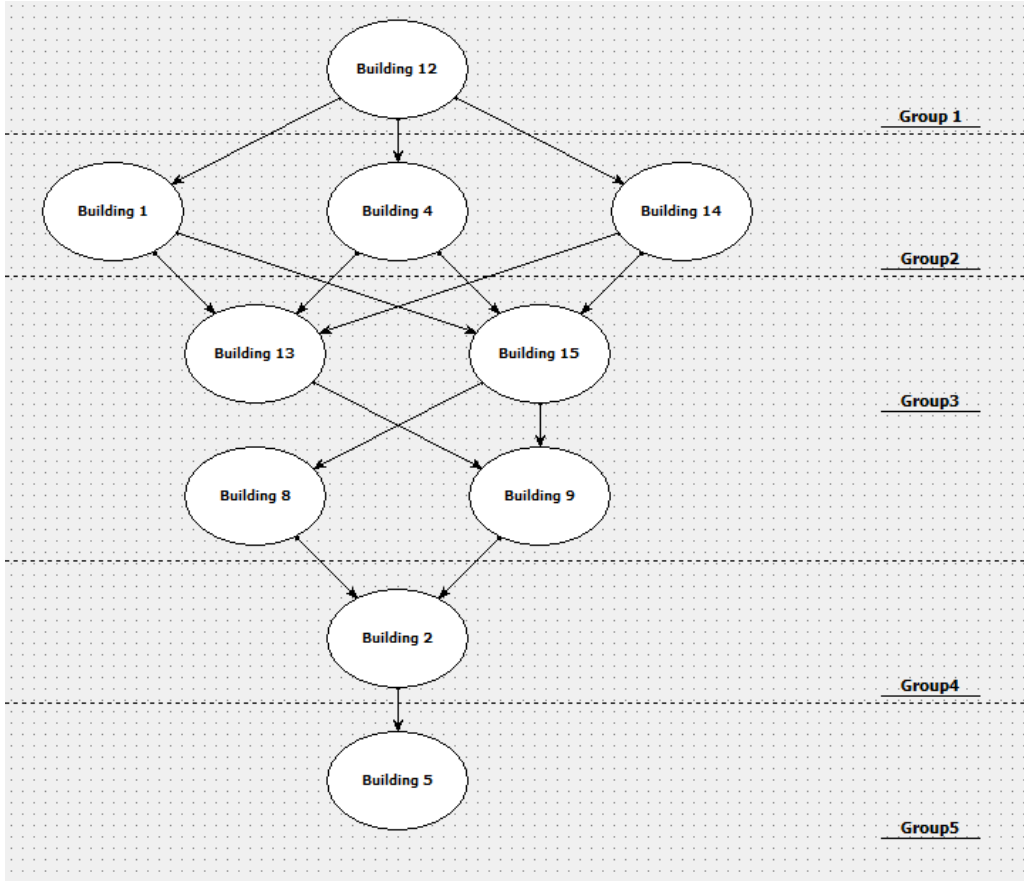 Building 12
Group 1
Building 1
Building 4
Building 14
Group2
Building 13
Building 15
Group3
Building 8
Building 9
Building 2
Group4
Building 5
Group5